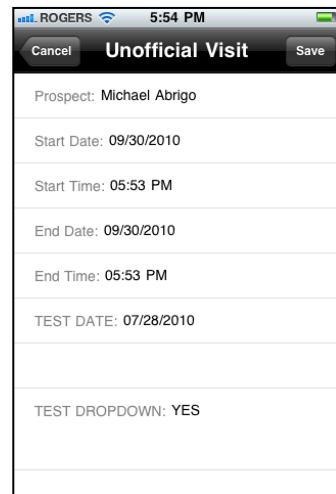 ROGERS 5:54 PM
Cancel Unofficial Visit Save
Prospect: Michael Abrigo
Start Date: 09/30/2010
Start Time: 05:53 PM
End Date: 09/30/2010
End Time: 05:53 PM
TEST DATE: 07/28/2010
TEST DROPDOWN: YES